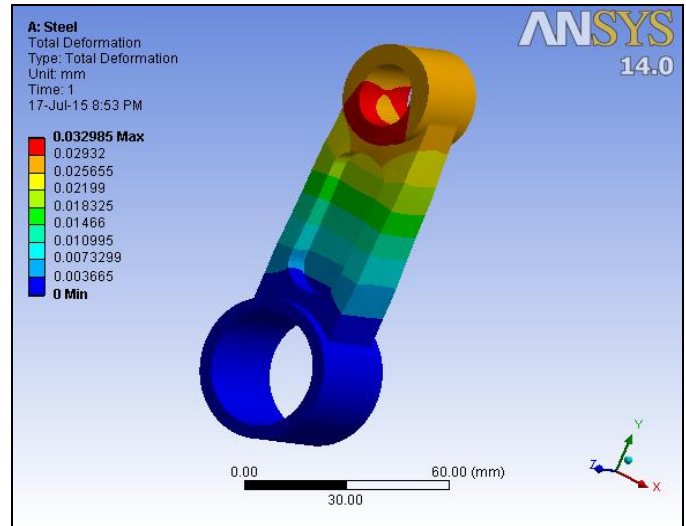 A: Steel
Total Deformation
Type: Total Deformation
Unit: mm
Time: 1
17-Jul-15 8:53 PM
0.032985 Max
0.02932
0.025655
0.02199
0.018325
0.01466
0.010995
0.0073299
0.003665
0 Min
ANSYS
14.0
0.00
60.00 (mm)
30.00
Y
Z
X